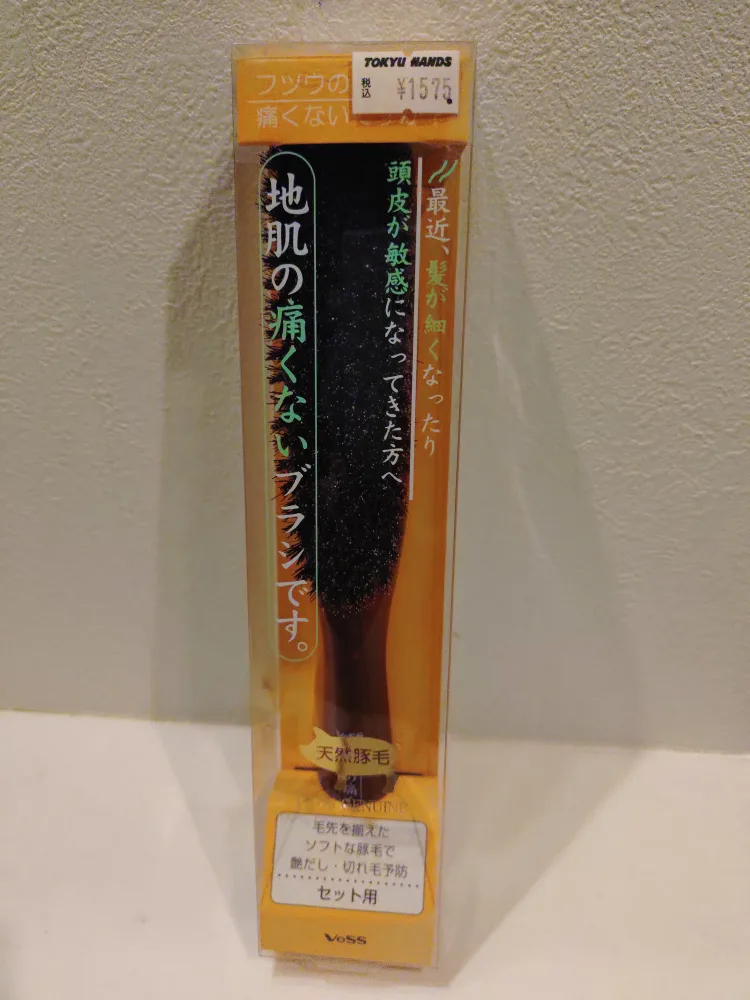 TOKYU HANDS
税込 ¥1575
フツウの
痛くない
最近、髪が細くなったり
頭皮が敏感になってきた方へ
地肌の痛くないブラシです。
天然豚毛
GENUINE
毛先を揃えた
ソフトな豚毛で
艶だし・切れ毛予防
セット用
VoSS